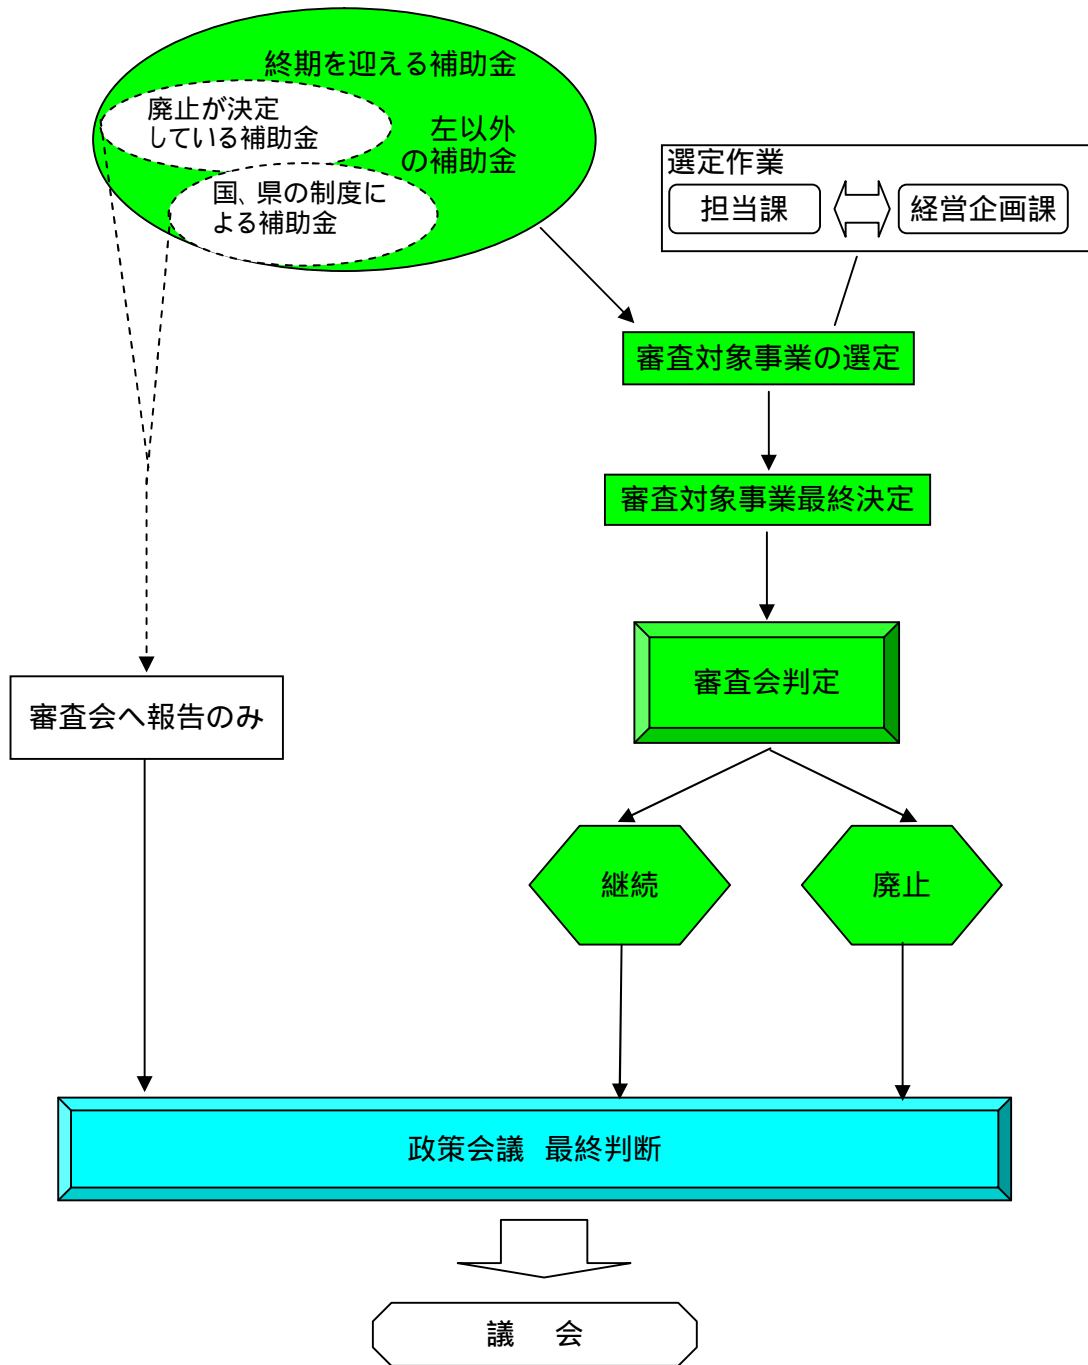 終期を迎える補助金
廃止が決定
している補助金
左以外
の補助金
国、県の制度に
よる補助金
選定作業
担当課
経営企画課
審査対象事業の選定
審査対象事業最終決定
審査会判定
審査会へ報告のみ
継続
廃止
政策会議 最終判断
議 会